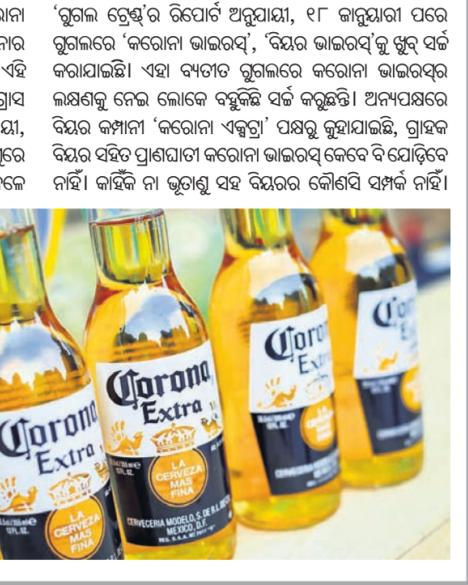 ‘ଗୁଗଲ ଟ୍ରେଣ୍ଡ୍’ର ରିପୋର୍ଟ ଅନୁଯାୟୀ, ୧୮ ଜାନୁୟାରୀ ପରେ
ଗୁଗଲରେ ‘କରୋନା ଭାଇରସ୍’, ‘ବିୟର ଭାଇରସ୍’କୁ ଖୁବ୍ ସର୍ଚ୍ଚ
କରାଯାଇଛି। ଏହା ବ୍ୟତୀତ ଗୁଗଲରେ କରୋନା ଭାଇରସ୍‌ର
ଲକ୍ଷଣକୁ ନେଇ ଲୋକେ ବହୁକିଛି ସର୍ଚ୍ଚ କରୁଛନ୍ତି। ଅନ୍ୟପକ୍ଷରେ
ବିୟର କମ୍ପାନୀ ‘କରୋନା ଏକ୍ସଟ୍ରା’ ପକ୍ଷରୁ କୁହାଯାଇଛି, ଗ୍ରାହକ
ବିୟର ସହିତ ପ୍ରାଣଘାତୀ କରୋନା ଭାଇରସ୍ କେବେ ବି ଯୋଡ଼ିବେ
ନାହିଁ। କାହିଁକି ନା ଭୂତାଣୁ ସହ ବିୟରର କୌଣସି ସମ୍ପର୍କ ନାହିଁ।
Corona
Extra
LA
CERVEZA
MAS
FINA
Corona
Extra
LA
CERVEZA
MAS
FINA
CERVECERIA MODELO, S. DE R.L. DE C.V.
MEXICO, D.F.
Corona
Extra